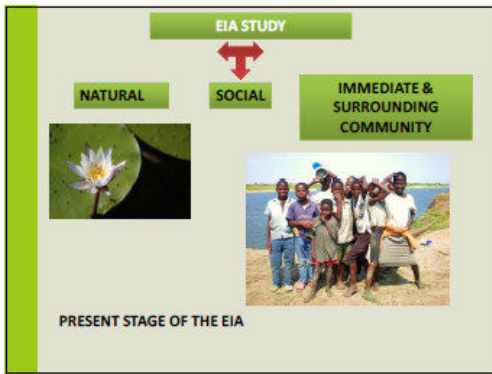 EIA STUDY
NATURAL
SOCIAL
IMMEDIATE &
SURROUNDING
COMMUNITY
PRESENT STAGE OF THE EIA